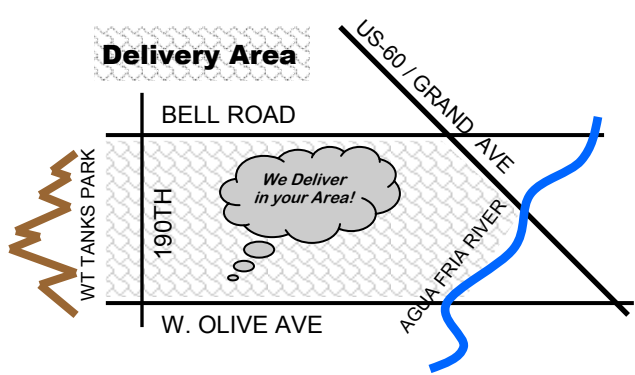 Delivery Area
US-60 / GRAND AVE
BELL ROAD
We Deliver
in your Area!
WT TANKS PARK
190TH
AGUA FRIA RIVER
W. OLIVE AVE